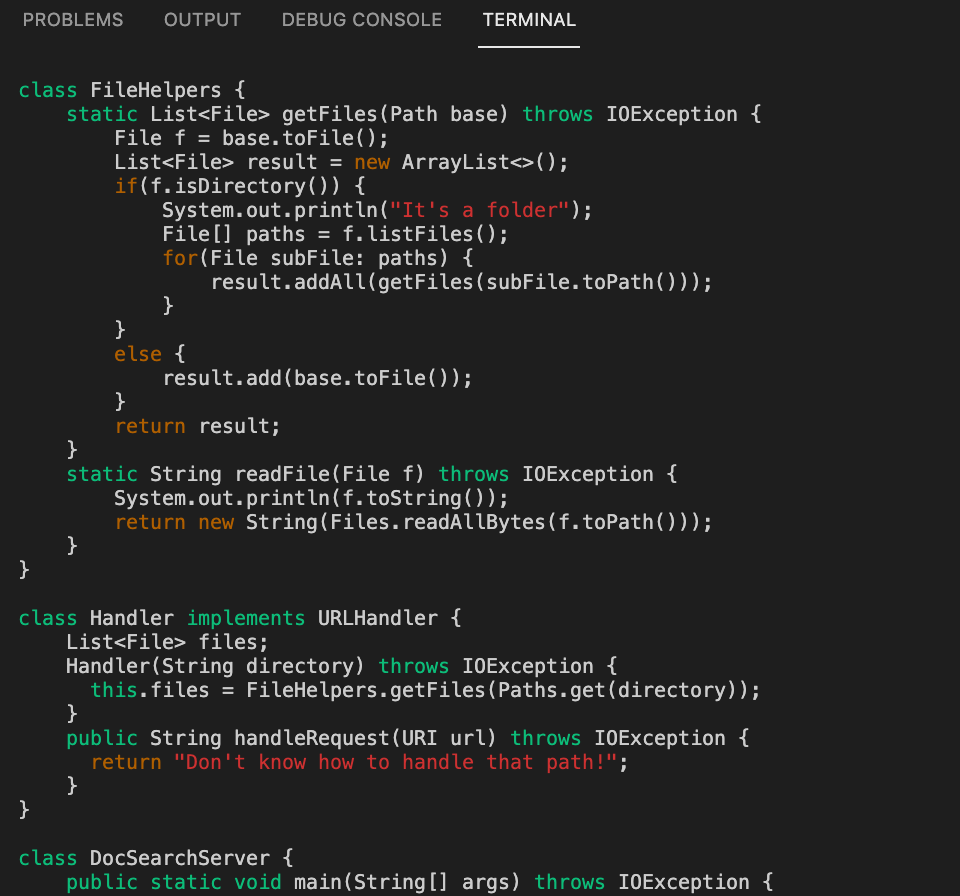 PROBLEMS OUTPUT DEBUG CONSOLE TERMINAL
class FileHelpers {
    static List<File> getFiles(Path base) throws IOException {
        File f = base.toFile();
        List<File> result = new ArrayList<>();
        if(f.isDirectory()) {
            System.out.println("It's a folder");
            File[] paths = f.listFiles();
            for(File subFile: paths) {
                result.addAll(getFiles(subFile.toPath()));
            }
        }
        else {
            result.add(base.toFile());
        }
        return result;
    }
    static String readFile(File f) throws IOException {
        System.out.println(f.toString());
        return new String(Files.readAllBytes(f.toPath()));
    }
}
class Handler implements URLHandler {
    List<File> files;
    Handler(String directory) throws IOException {
      this.files = FileHelpers.getFiles(Paths.get(directory));
    }
    public String handleRequest(URI url) throws IOException {
      return "Don't know how to handle that path!";
    }
}
class DocSearchServer {
    public static void main(String[] args) throws IOException {